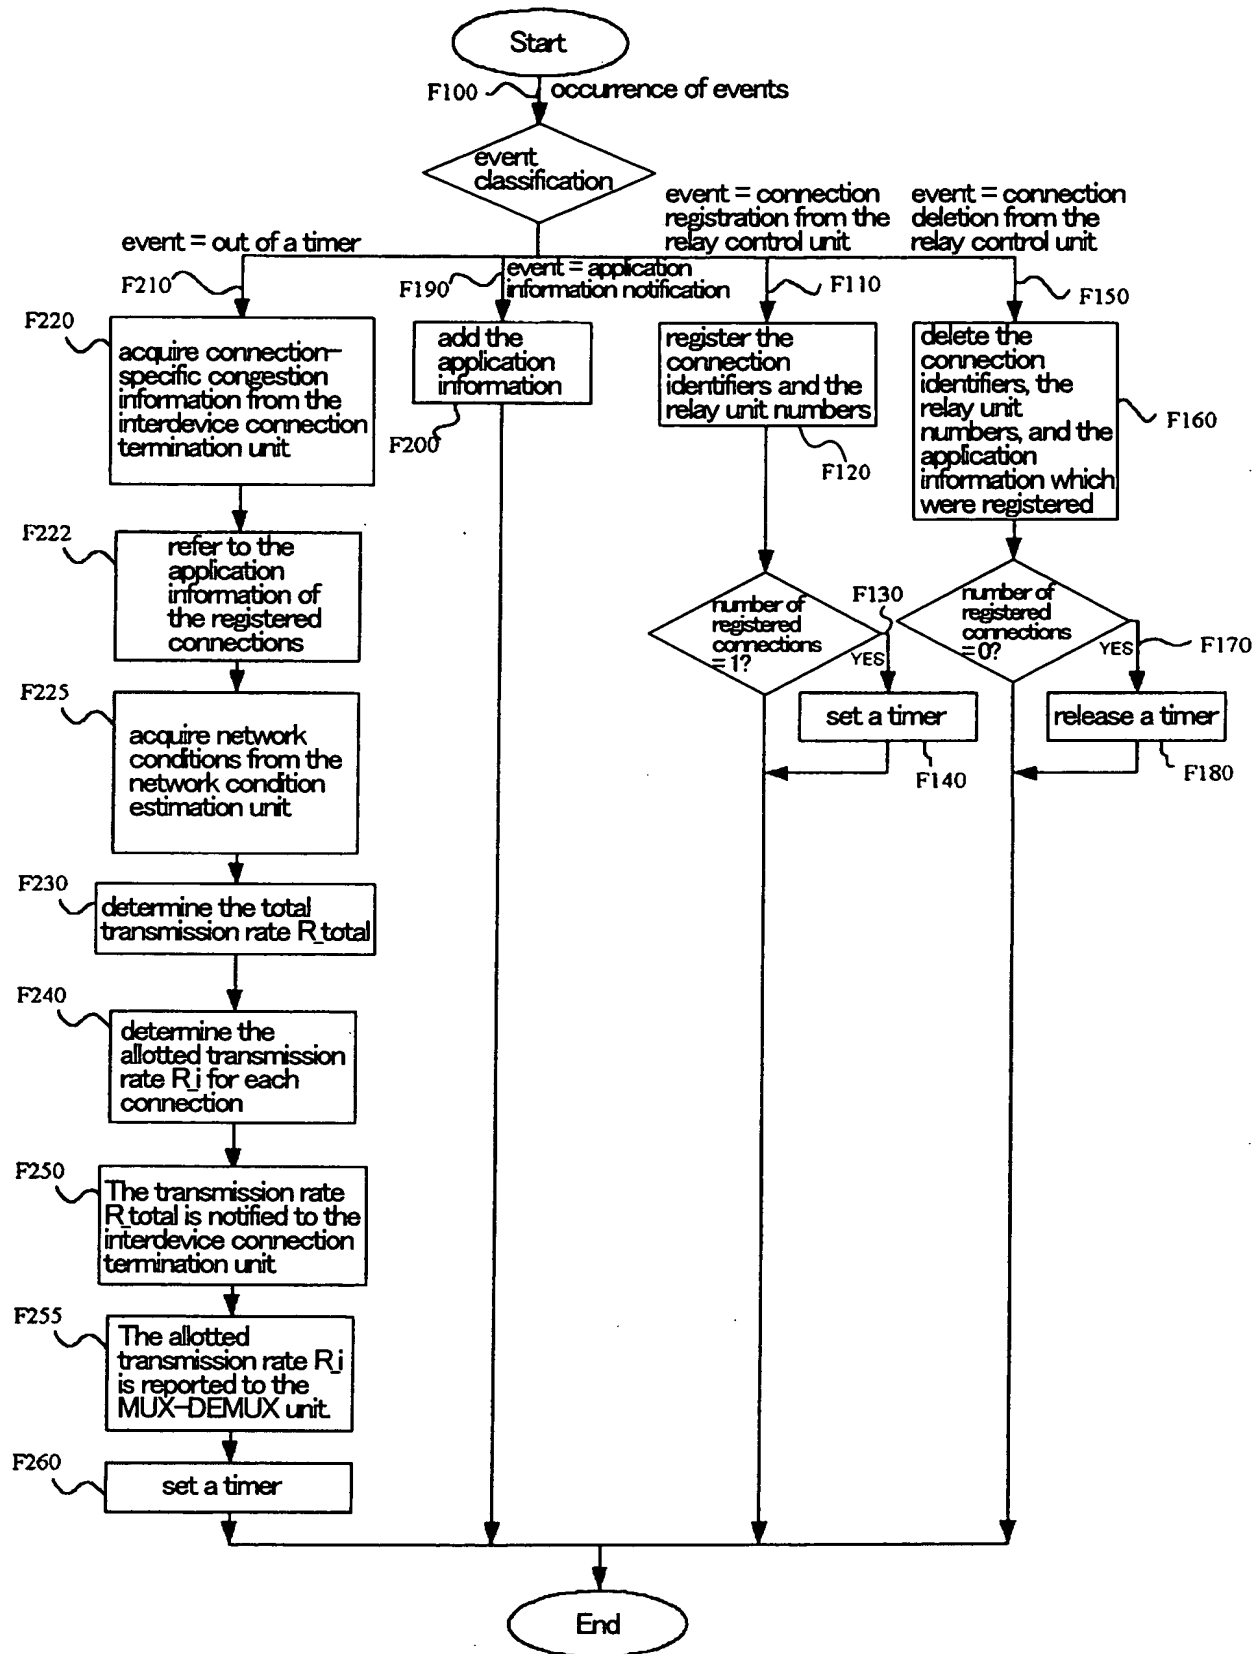 Start
F100
occurrence of events
event
classification
event = out of a timer
F210
event = application
information notification
F190
event = connection
registration from the
relay control unit
F110
event = connection
deletion from the
relay control unit
F150
F220
acquire connection-
specific congestion
information from the
interdevice connection
termination unit
add the
application
information
F200
register the
connection
identifiers and the
relay unit numbers
F120
delete the
connection
identifiers, the
relay unit
numbers, and the
application
information which
were registered
F160
F222
refer to the
application
information of
the registered
connections
number of
registered
connections
= 1?
F130
YES
set a timer
F140
number of
registered
connections
= 0?
YES
F170
release a timer
F180
F225
acquire network
conditions from the
network condition
estimation unit
F230
determine the total
transmission rate R_total
F240
determine the
allotted transmission
rate R_i for each
connection
F250
The transmission rate
R_total is notified to the
interdevice connection
termination unit.
F255
The allotted
transmission rate R_i
is reported to the
MUX-DEMUX unit.
F260
set a timer
End